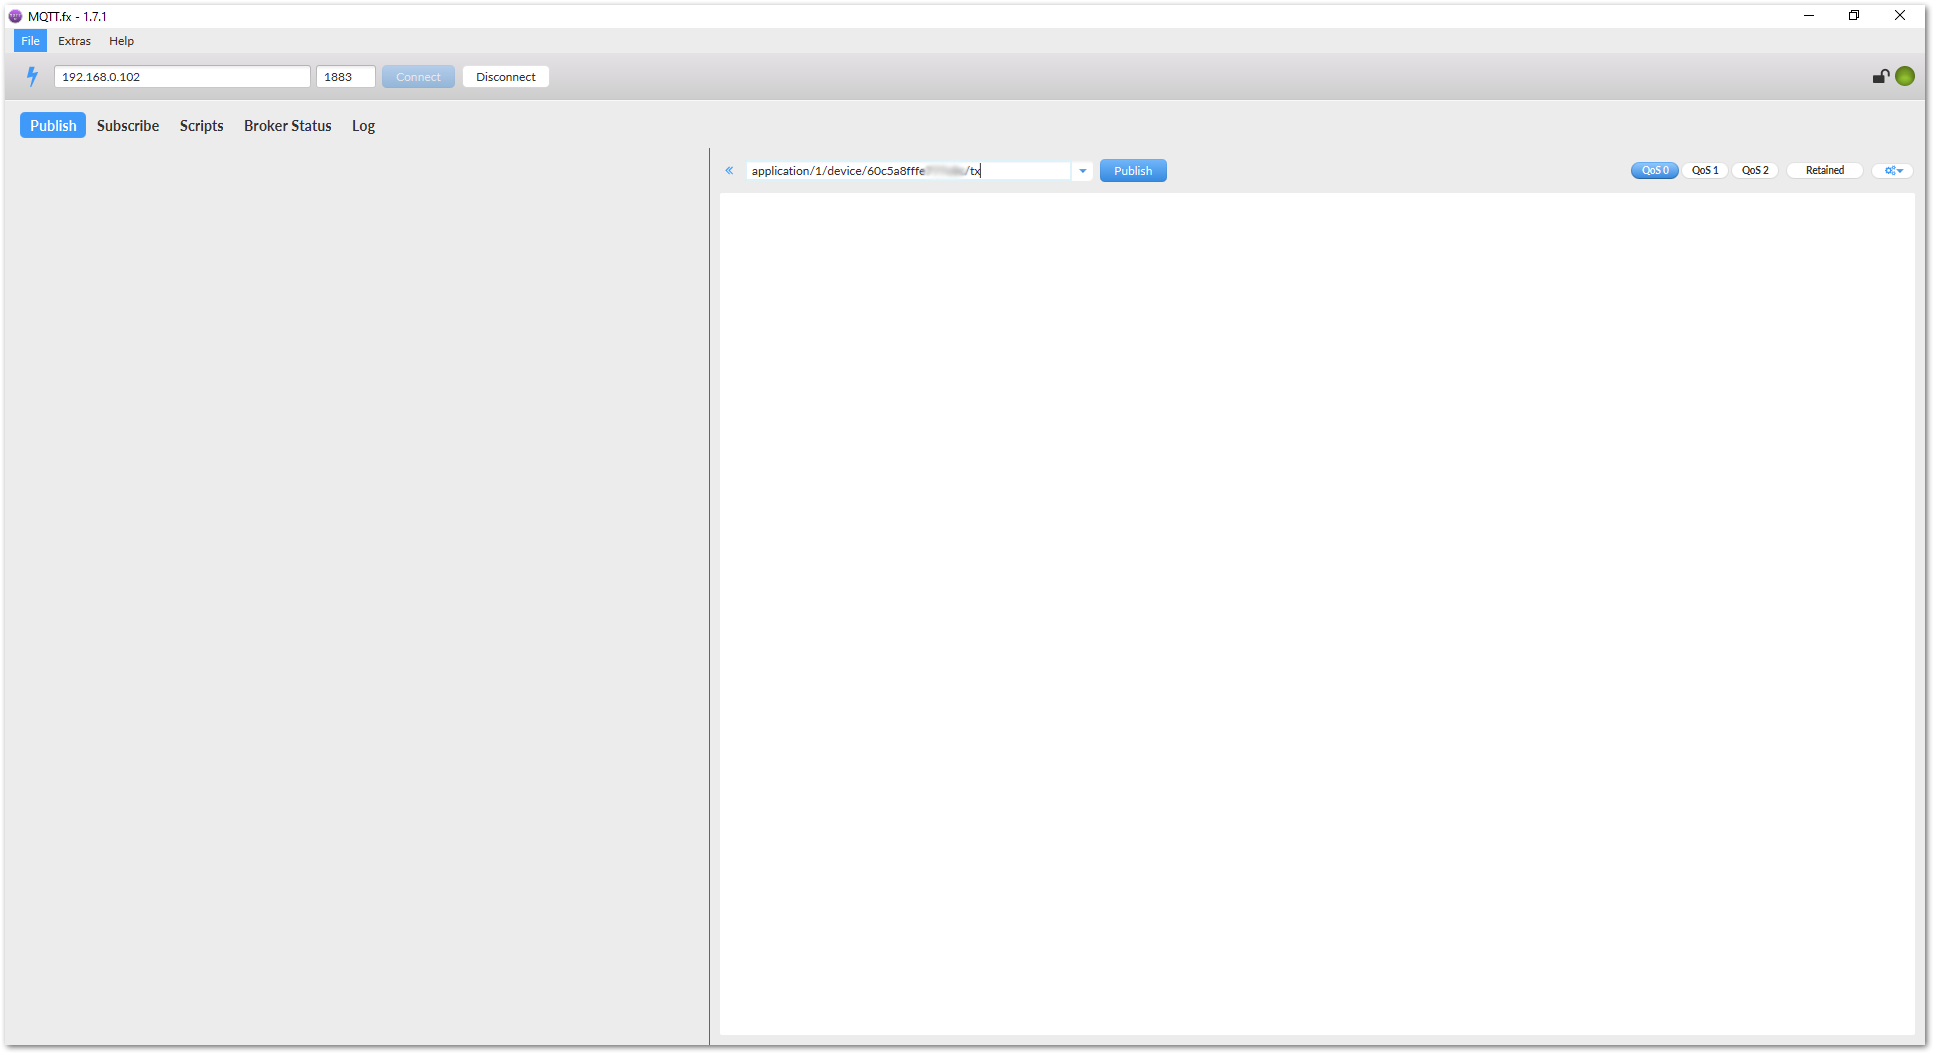 MQTT.fx - 1.7.1
File Extras Help
192.168.0.102 1883 Connect Disconnect
Publish Subscribe Scripts Broker Status Log
application/1/device/60c5a8fffe /tx Publish QoS 0 QoS 1 QoS 2 Retained